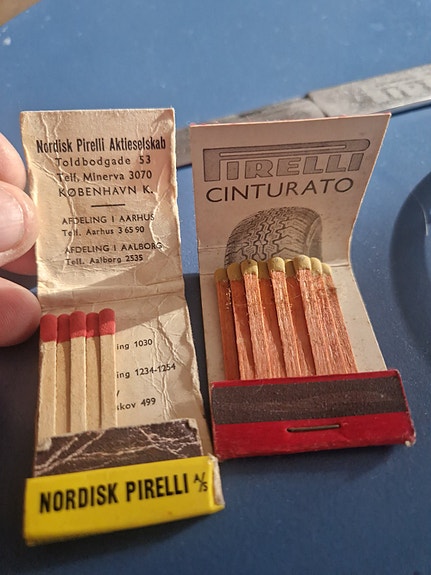 Nordisk Pirelli Aktieselskab
Toldbodgade 53
Telf. Minerva 3070
KØBENHAVN K.
AFDELING I AARHUS
Telf. Aarhus 3 65 90
AFDELING I AALBORG
Telf. Aalborg 2535
ing 1030
ing 1234-1254
kov 499
NORDISK PIRELLI A/S
PIRELLI
CINTURATO